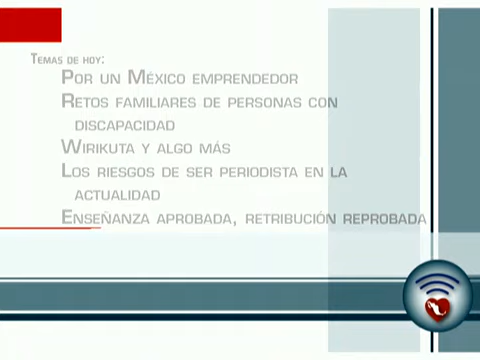 Temas de hoy:
Por un México emprendedor
Retos familiares de personas con
discapacidad
Wirikuta y algo más
Los riesgos de ser periodista en la
actualidad
Enseñanza aprobada, retribución reprobada